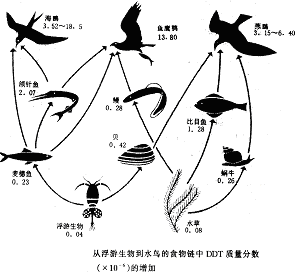 海鸥
3.52~18.5
鱼鹰鹗
13.80
燕鸥
3.15~6.40
颌针鱼
2.07
鳗
0.28
比目鱼
1.28
贝
0.42
麦穗鱼
0.23
蜗牛
0.26
浮游生物
0.04
水草
0.08
从浮游生物到水鸟的食物链中DDT质量分数
(×10⁻⁶)的增加